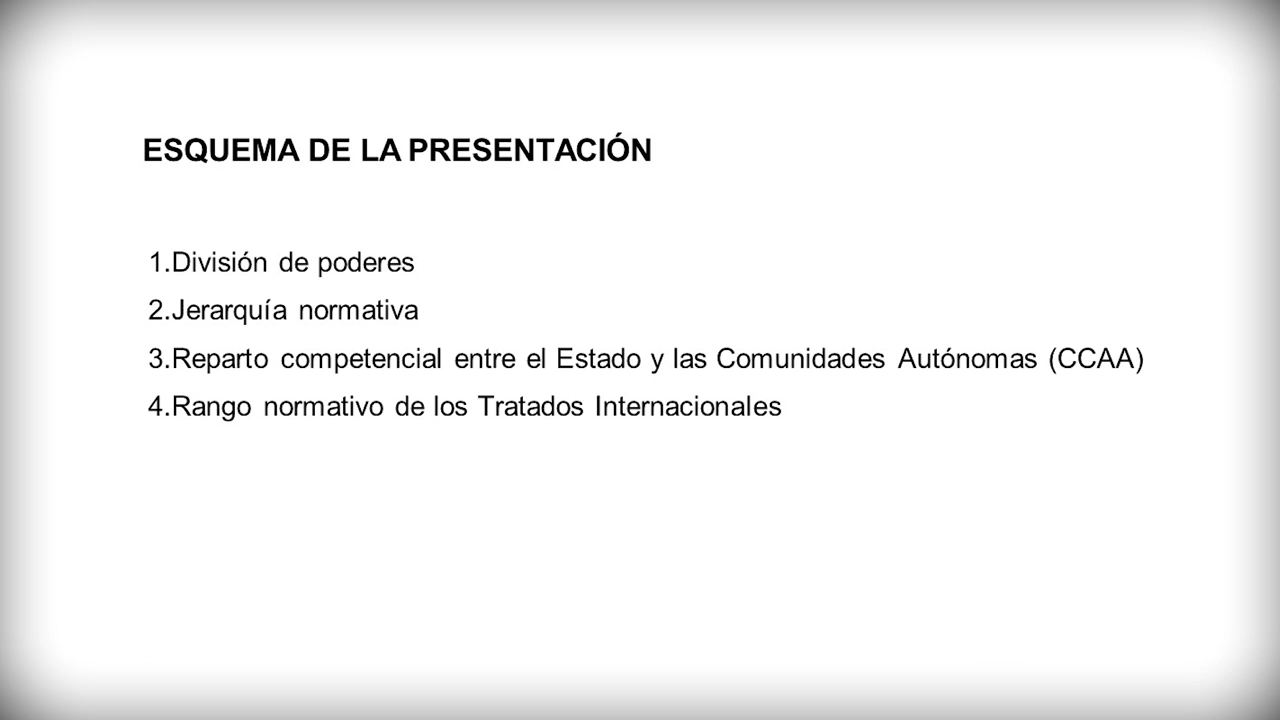 ESQUEMA DE LA PRESENTACIÓN
1.División de poderes
2.Jerarquía normativa
3.Reparto competencial entre el Estado y las Comunidades Autónomas (CCAA)
4.Rango normativo de los Tratados Internacionales